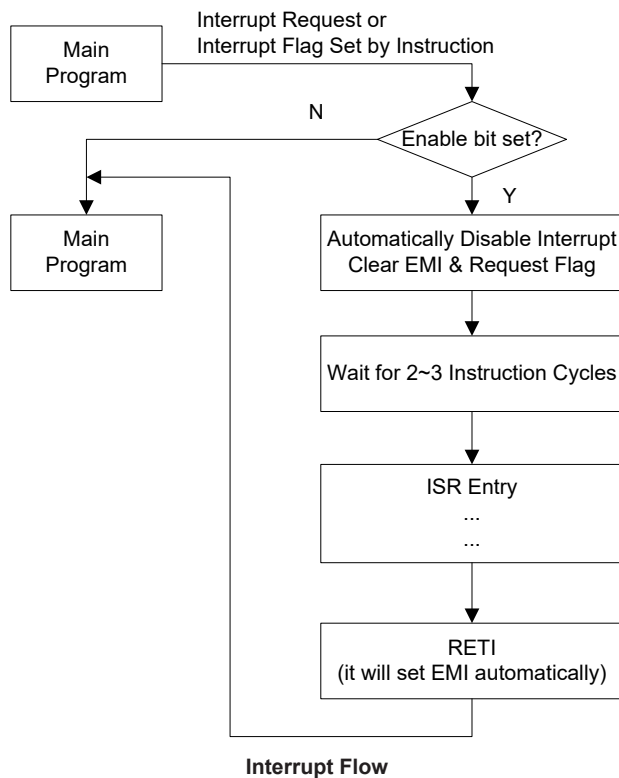 Main
Program
Interrupt Request or
Interrupt Flag Set by Instruction
Enable bit set?
N
Y
Main
Program
Automatically Disable Interrupt
Clear EMI & Request Flag
Wait for 2~3 Instruction Cycles
ISR Entry
...
...
RETI
(it will set EMI automatically)
Interrupt Flow